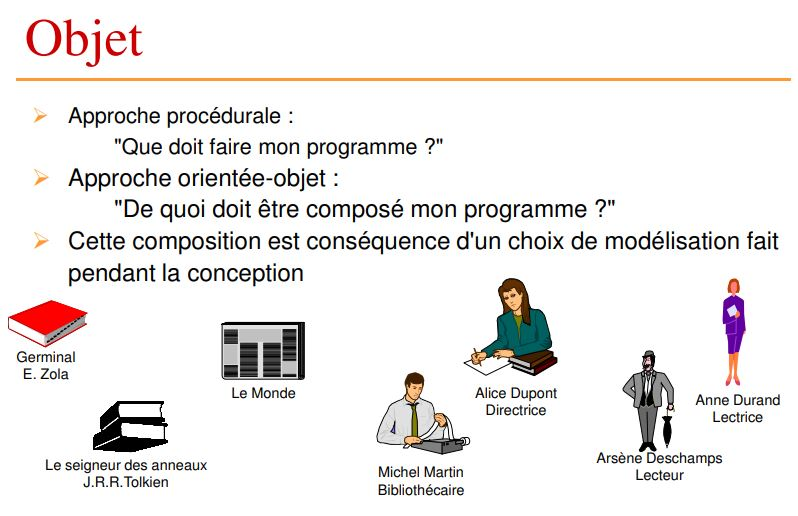 Objet
Approche procédurale :
"Que doit faire mon programme ?"
Approche orientée-objet :
"De quoi doit être composé mon programme ?"
Cette composition est conséquence d'un choix de modélisation fait
pendant la conception
Germinal
E. Zola
Le Monde
Alice Dupont
Directrice
Anne Durand
Lectrice
Le seigneur des anneaux
J.R.R.Tolkien
Michel Martin
Bibliothécaire
Arsène Deschamps
Lecteur